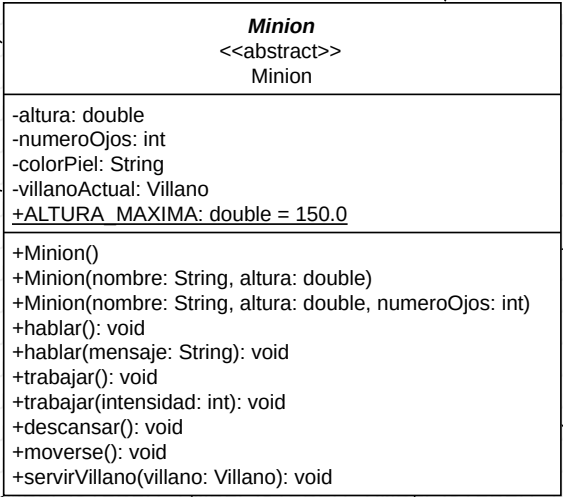 Minion
<<abstract>>
Minion
-altura: double
-numeroOjos: int
-colorPiel: String
-villanoActual: Villano
+ALTURA_MAXIMA: double = 150.0
+Minion()
+Minion(nombre: String, altura: double)
+Minion(nombre: String, altura: double, numeroOjos: int)
+hablar(): void
+hablar(mensaje: String): void
+trabajar(): void
+trabajar(intensidad: int): void
+descansar(): void
+moverse(): void
+servirVillano(villano: Villano): void